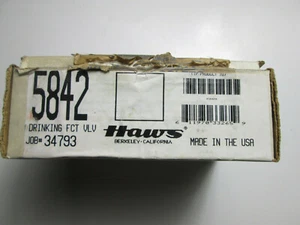 5842
DRINKING FCT VLV
JOB# 34793
Haws
BERKELEY-CALIFORNIA
MADE IN THE USA